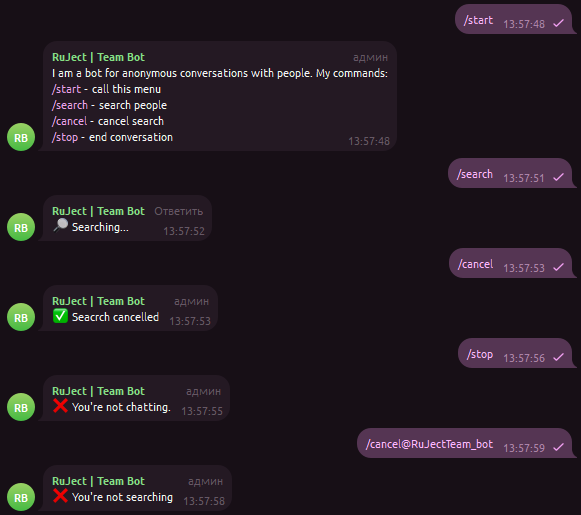 /start 13:57:48
RuJect | Team Bot админ
I am a bot for anonymous conversations with people. My commands:
/start - call this menu
/search - search people
/cancel - cancel search
/stop - end conversation
RB
13:57:48
/search 13:57:51
RuJect | Team Bot Ответить
Searching...
RB
13:57:52
/cancel 13:57:53
RuJect | Team Bot админ
Seacrch cancelled
RB
13:57:53
/stop 13:57:56
RuJect | Team Bot админ
You're not chatting.
RB
13:57:55
/cancel@RuJectTeam_bot 13:57:59
RuJect | Team Bot админ
You're not searching
RB
13:57:58